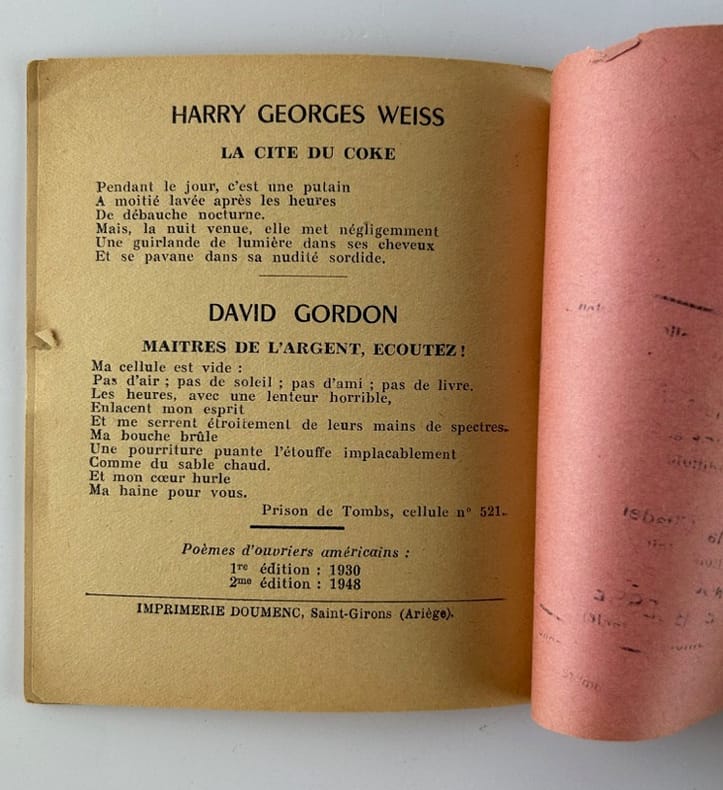 HARRY GEORGES WEISS
LA CITE DU COKE
Pendant le jour, c'est une putain
A moitié lavée après les heures
De débauche nocturne.
Mais, la nuit venue, elle met négligemment
Une guirlande de lumière dans ses cheveux
Et se pavane dans sa nudité sordide.
DAVID GORDON
MAITRES DE L'ARGENT, ECOUTEZ !
Ma cellule est vide :
Pas d'air ; pas de soleil ; pas d'ami ; pas de livre.
Les heures, avec une lenteur horrible,
Enlacent mon esprit
Et me serrent étroitement de leurs mains de spectres.
Ma bouche brûle
Une pourriture puante l'étouffe implacablement
Comme du sable chaud.
Et mon cœur hurle
Ma haine pour vous.
Prison de Tombs, cellule n° 521.
Poèmes d'ouvriers américains :
1re édition : 1930
2me édition : 1948
IMPRIMERIE DOUMENC, Saint-Girons (Ariège).